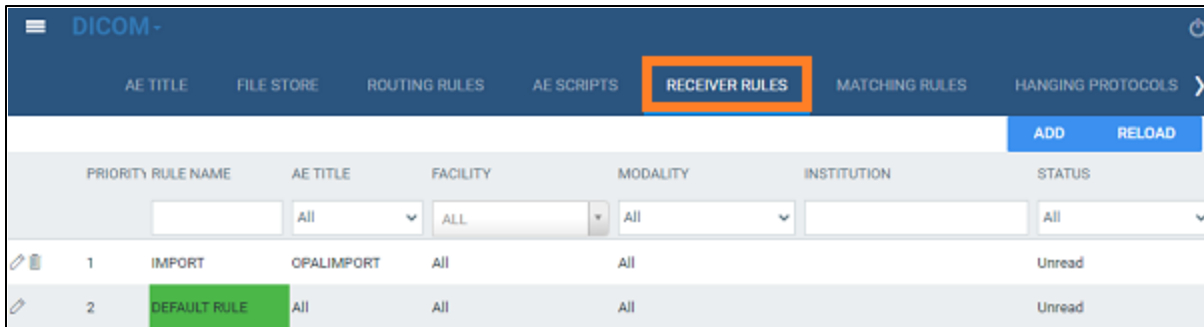 DICOM
AE TITLE FILE STORE ROUTING RULES AE SCRIPTS RECEIVER RULES MATCHING RULES HANGING PROTOCOLS
ADD RELOAD
PRIORITY RULE NAME AE TITLE FACILITY MODALITY INSTITUTION STATUS
All ALL All All
1 IMPORT OPALIMPORT All All Unread
2 DEFAULT RULE All All All Unread